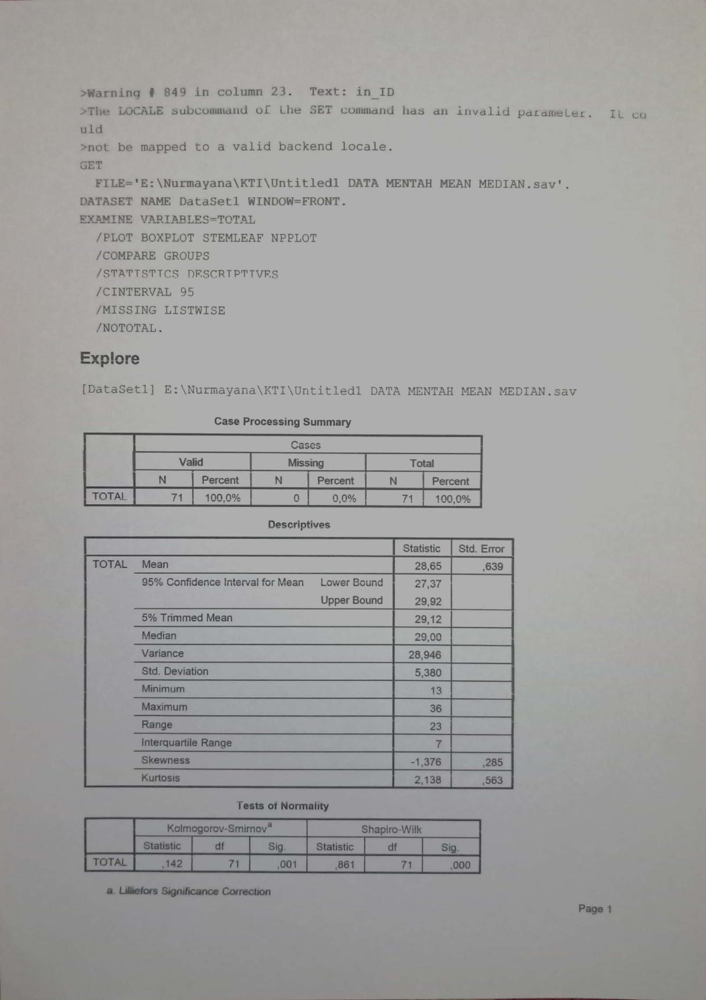 >Warning # 849 in column 23.  Text: in_ID
>The LOCALE subcommand of the SET command has an invalid parameter.  It co
uld
>not be mapped to a valid backend locale.
GET
  FILE='E:\Nurmayana\KTI\Untitled1 DATA MENTAH MEAN MEDIAN.sav'.
DATASET NAME DataSet1 WINDOW=FRONT.
EXAMINE VARIABLES=TOTAL
  /PLOT BOXPLOT STEMLEAF NPPLOT
  /COMPARE GROUPS
  /STATISTICS DESCRIPTIVES
  /CINTERVAL 95
  /MISSING LISTWISE
  /NOTOTAL.
Explore
[DataSet1] E:\Nurmayana\KTI\Untitled1 DATA MENTAH MEAN MEDIAN.sav
Case Processing Summary
Cases
Valid Missing Total
N Percent N Percent N Percent
TOTAL 71 100,0% 0 0,0% 71 100,0%
Descriptives
Statistic Std. Error
TOTAL Mean 28,65 ,639
95% Confidence Interval for Mean Lower Bound 27,37
Upper Bound 29,92
5% Trimmed Mean 29,12
Median 29,00
Variance 28,946
Std. Deviation 5,380
Minimum 13
Maximum 36
Range 23
Interquartile Range 7
Skewness -1,376 ,285
Kurtosis 2,138 ,563
Tests of Normality
Kolmogorov-Smirnov^a Shapiro-Wilk
Statistic df Sig. Statistic df Sig.
TOTAL ,142 71 ,001 ,861 71 ,000
a. Lilliefors Significance Correction
Page 1